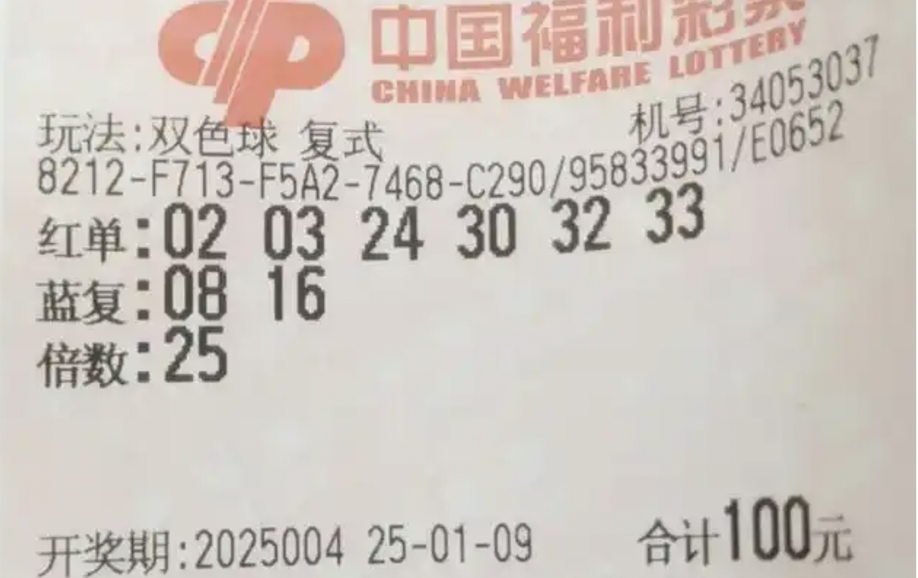 中国福利彩票
CHINA WELFARE LOTTERY
机号:34053037
玩法:双色球 复式
8212-F713-F5A2-7468-C290/95833991/E0652
红单:02 03 24 30 32 33
蓝复:08 16
倍数:25
开奖期:2025004 25-01-09 合计100元